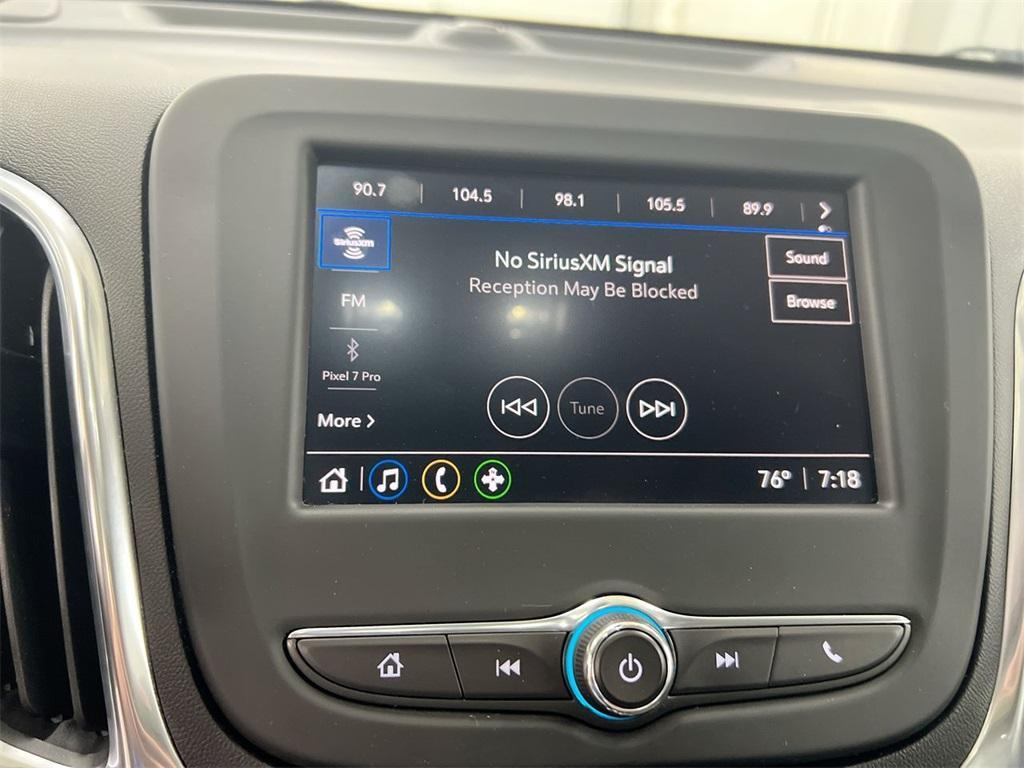 90.7 | 104.5 | 98.1 | 105.5 | 89.9
SiriusXM
No SiriusXM Signal
Reception May Be Blocked
Sound
Browse
FM
Pixel 7 Pro
More
Tune
76° | 7:18